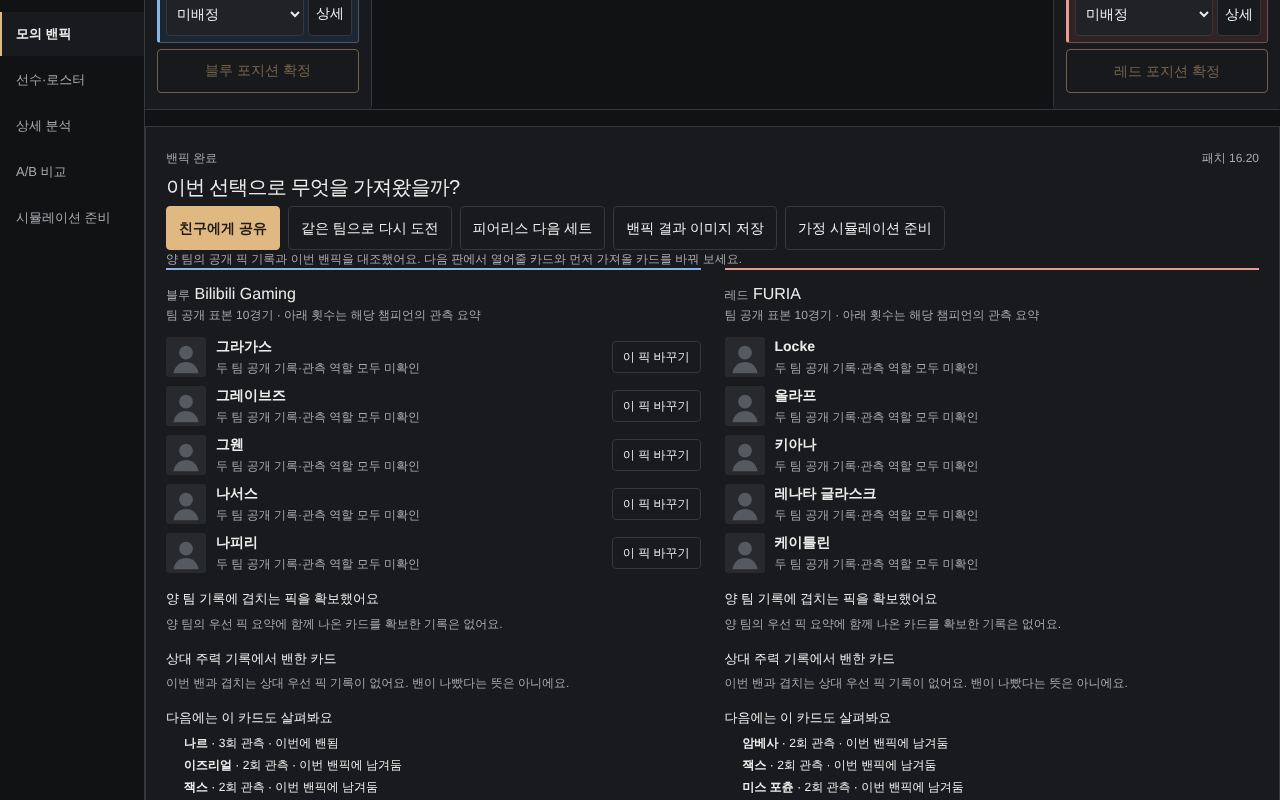 모의 밴픽
선수·로스터
상세 분석
A/B 비교
시뮬레이션 준비
미배정
상세
블루 포지션 확정
미배정
상세
레드 포지션 확정
밴픽 완료
패치 16.20
이번 선택으로 무엇을 가져왔을까?
친구에게 공유
같은 팀으로 다시 도전
피어리스 다음 세트
밴픽 결과 이미지 저장
가정 시뮬레이션 준비
양 팀의 공개 픽 기록과 이번 밴픽을 대조했어요. 다음 판에서 열어줄 카드와 먼저 가져올 카드를 바꿔 보세요.
블루 Bilibili Gaming
팀 공개 표본 10경기 · 아래 횟수는 해당 챔피언의 관측 요약
그라가스
두 팀 공개 기록·관측 역할 모두 미확인
이 픽 바꾸기
그레이브즈
두 팀 공개 기록·관측 역할 모두 미확인
이 픽 바꾸기
그웬
두 팀 공개 기록·관측 역할 모두 미확인
이 픽 바꾸기
나서스
두 팀 공개 기록·관측 역할 모두 미확인
이 픽 바꾸기
나피리
두 팀 공개 기록·관측 역할 모두 미확인
이 픽 바꾸기
양 팀 기록에 겹치는 픽을 확보했어요
양 팀의 우선 픽 요약에 함께 나온 카드를 확보한 기록은 없어요.
상대 주력 기록에서 밴한 카드
이번 밴과 겹치는 상대 우선 픽 기록이 없어요. 밴이 나빴다는 뜻은 아니에요.
다음에는 이 카드도 살펴봐요
나르 · 3회 관측 · 이번에 밴됨
이즈리얼 · 2회 관측 · 이번 밴픽에 남겨둠
잭스 · 2회 관측 · 이번 밴픽에 남겨둠
레드 FURIA
팀 공개 표본 10경기 · 아래 횟수는 해당 챔피언의 관측 요약
Locke
두 팀 공개 기록·관측 역할 모두 미확인
올라프
두 팀 공개 기록·관측 역할 모두 미확인
키아나
두 팀 공개 기록·관측 역할 모두 미확인
레나타 글라스크
두 팀 공개 기록·관측 역할 모두 미확인
케이틀린
두 팀 공개 기록·관측 역할 모두 미확인
양 팀 기록에 겹치는 픽을 확보했어요
양 팀의 우선 픽 요약에 함께 나온 카드를 확보한 기록은 없어요.
상대 주력 기록에서 밴한 카드
이번 밴과 겹치는 상대 우선 픽 기록이 없어요. 밴이 나빴다는 뜻은 아니에요.
다음에는 이 카드도 살펴봐요
암베사 · 2회 관측 · 이번 밴픽에 남겨둠
잭스 · 2회 관측 · 이번 밴픽에 남겨둠
미스 포츈 · 2회 관측 · 이번 밴픽에 남겨둠